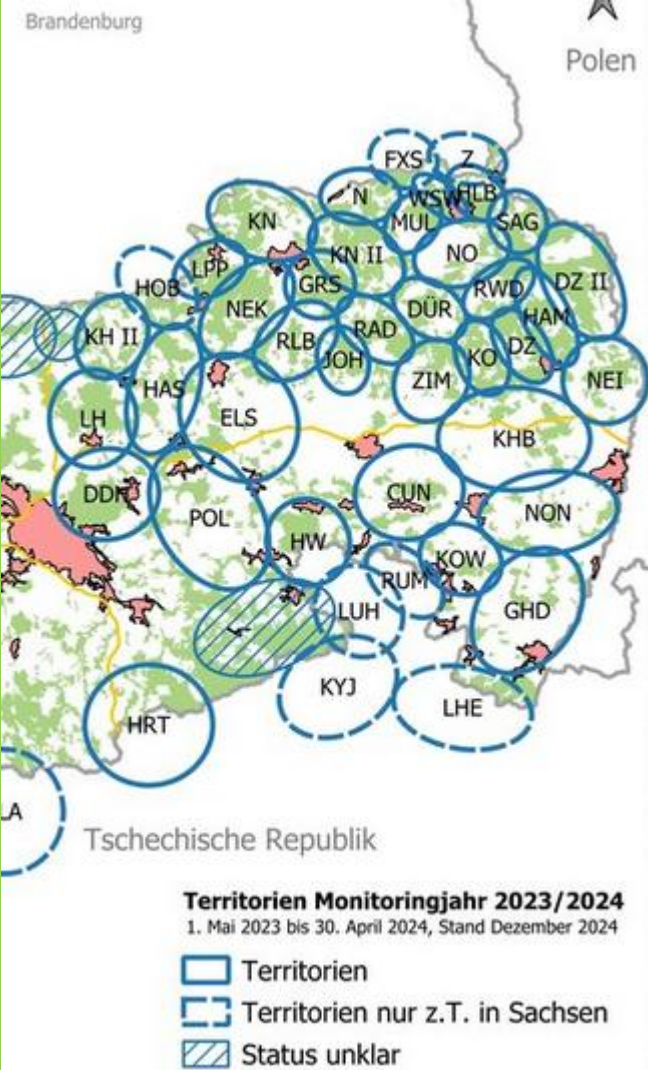 Brandenburg
Polen
FXS
Z
N
WSW
HLB
KN
MUL
SAG
KN II
NO
LPP
HOB
GRS
RWD
DZ II
NEK
DÜR
HAM
KH II
RLB
RAD
JOH
KO
DZ
ZIM
NEI
HAS
LH
ELS
KHB
DDH
CUN
POL
NON
HW
KOW
RUM
LUH
GHD
KYJ
LHE
HRT
LA
Tschechische Republik
Territorien Monitoringjahr 2023/2024
1. Mai 2023 bis 30. April 2024, Stand Dezember 2024
Territorien
Territorien nur z.T. in Sachsen
Status unklar